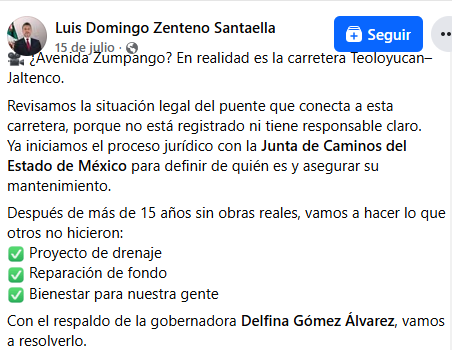 Luis Domingo Zenteno Santaella
15 de julio ·
Seguir
🎥 ¿Avenida Zumpango? En realidad es la carretera Teoloyucan–
Jaltenco.
Revisamos la situación legal del puente que conecta a esta
carretera, porque no está registrado ni tiene responsable claro.
Ya iniciamos el proceso jurídico con la Junta de Caminos del
Estado de México para definir de quién es y asegurar su
mantenimiento.
Después de más de 15 años sin obras reales, vamos a hacer lo que
otros no hicieron:
✅ Proyecto de drenaje
✅ Reparación de fondo
✅ Bienestar para nuestra gente
Con el respaldo de la gobernadora Delfina Gómez Álvarez, vamos
a resolverlo.